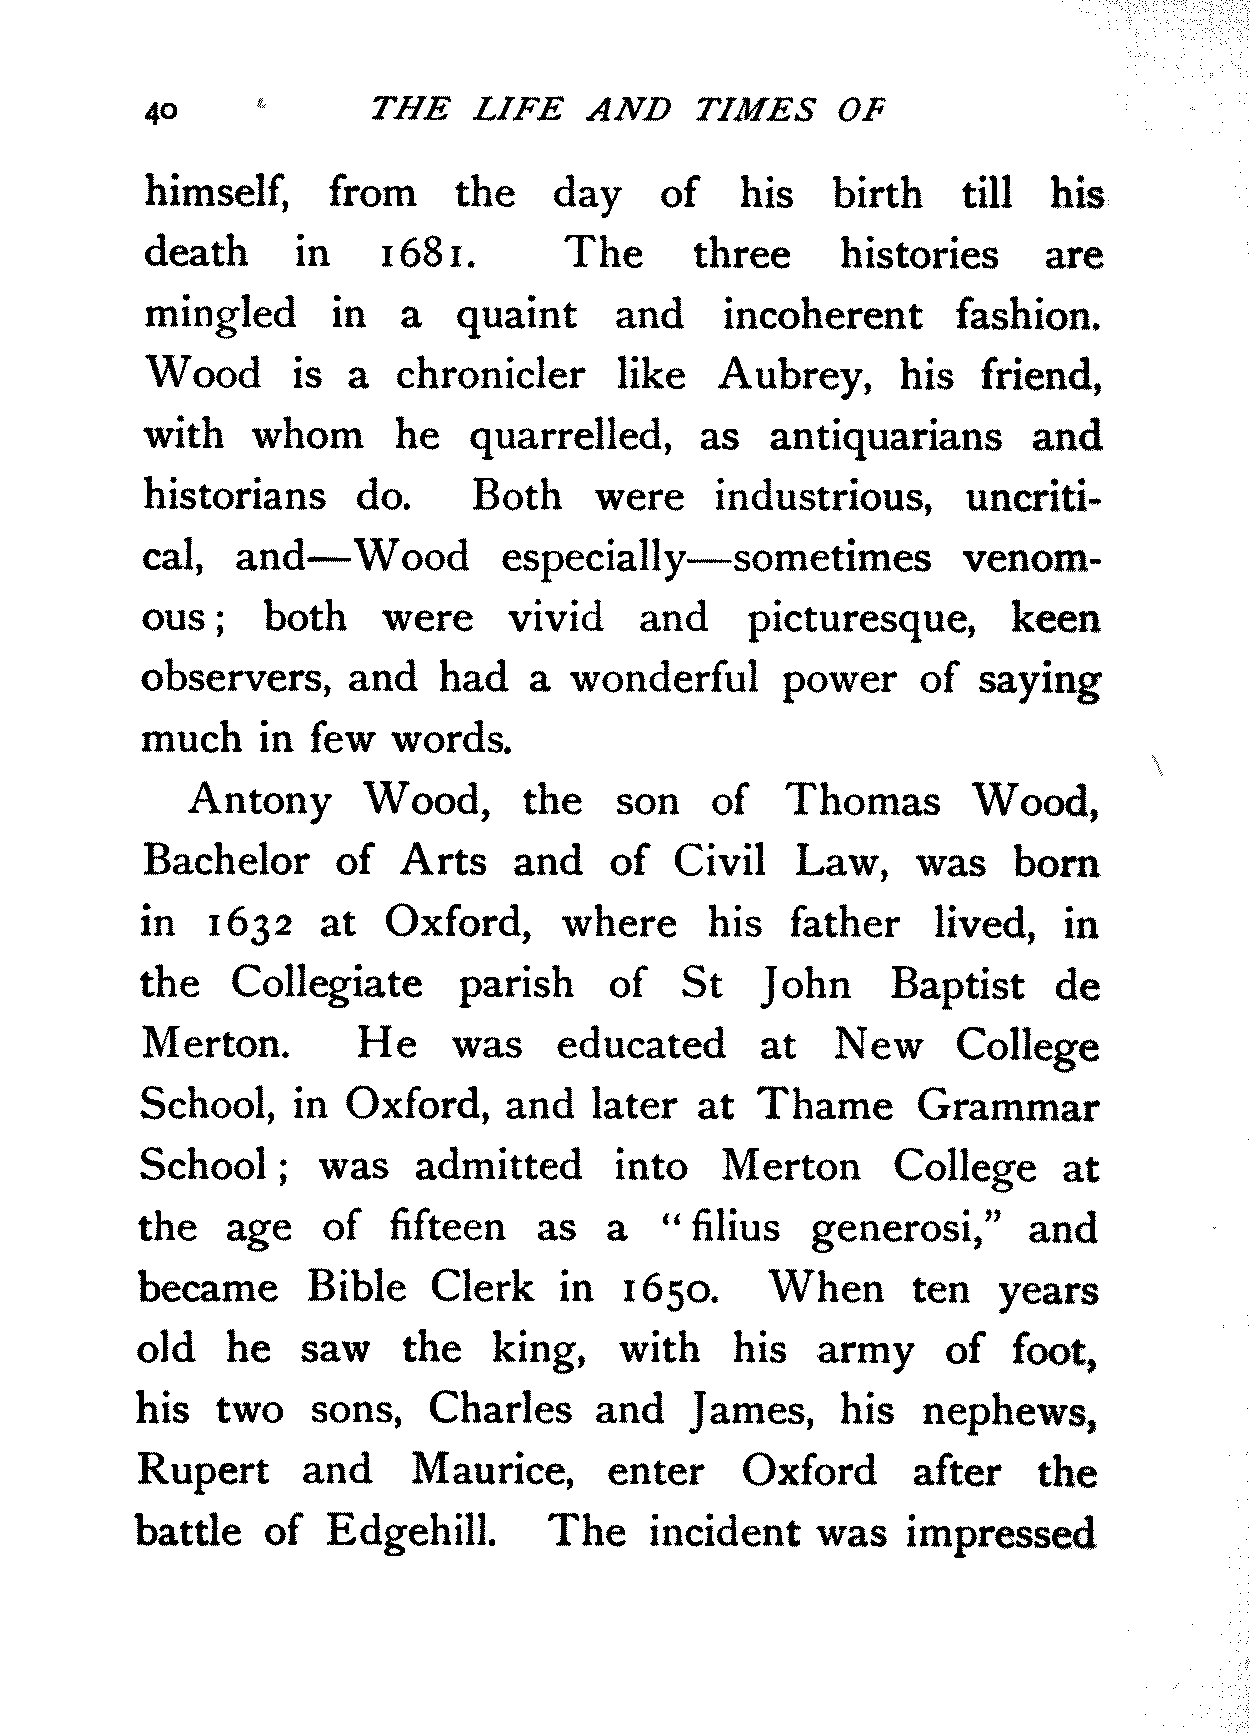 40 THE LIFE AND TIMES OF
himself, from the day of his birth till his
death in 1681. The three histories are
mingled in a quaint and incoherent fashion.
Wood is a chronicler like Aubrey, his friend,
with whom he quarrelled, as antiquarians and
historians do. Both were industrious, uncriti-
cal, and—Wood especially—sometimes venom-
ous; both were vivid and picturesque, keen
observers, and had a wonderful power of saying
much in few words.
Antony Wood, the son of Thomas Wood,
Bachelor of Arts and of Civil Law, was born
in 1632 at Oxford, where his father lived, in
the Collegiate parish of St John Baptist de
Merton. He was educated at New College
School, in Oxford, and later at Thame Grammar
School; was admitted into Merton College at
the age of fifteen as a "filius generosi," and
became Bible Clerk in 1650. When ten years
old he saw the king, with his army of foot,
his two sons, Charles and James, his nephews,
Rupert and Maurice, enter Oxford after the
battle of Edgehill. The incident was impressed